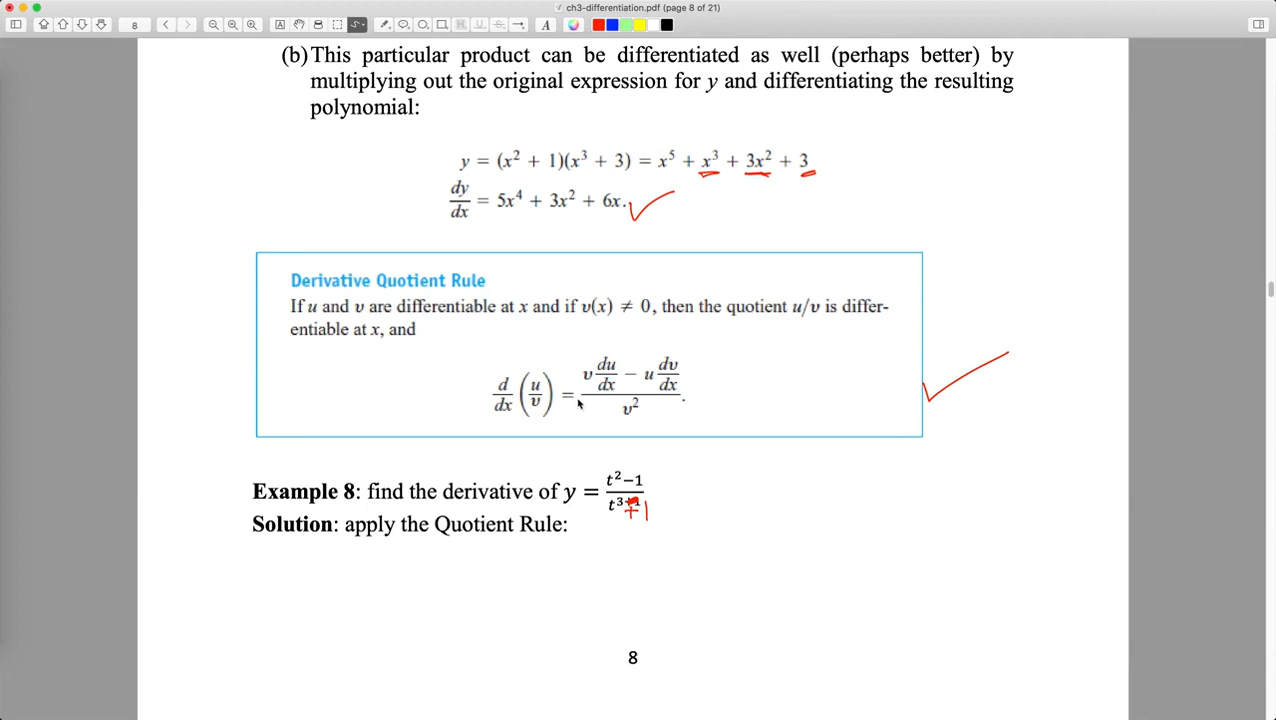 ch3-differentiation.pdf (page 8 of 21)
8
A
(b)This particular product can be differentiated as well (perhaps better) by
multiplying out the original expression for y and differentiating the resulting
polynomial:
y = (x² + 1)(x³ + 3) = x⁵ + x³ + 3x² + 3
dy/dx = 5x⁴ + 3x² + 6x.
Derivative Quotient Rule
If u and v are differentiable at x and if v(x) ≠ 0, then the quotient u/v is differ-
entiable at x, and
d/dx (u/v) = (v du/dx − u dv/dx)/v².
Example 8: find the derivative of y = (t²−1)/(t³+1)
+1
Solution: apply the Quotient Rule:
8